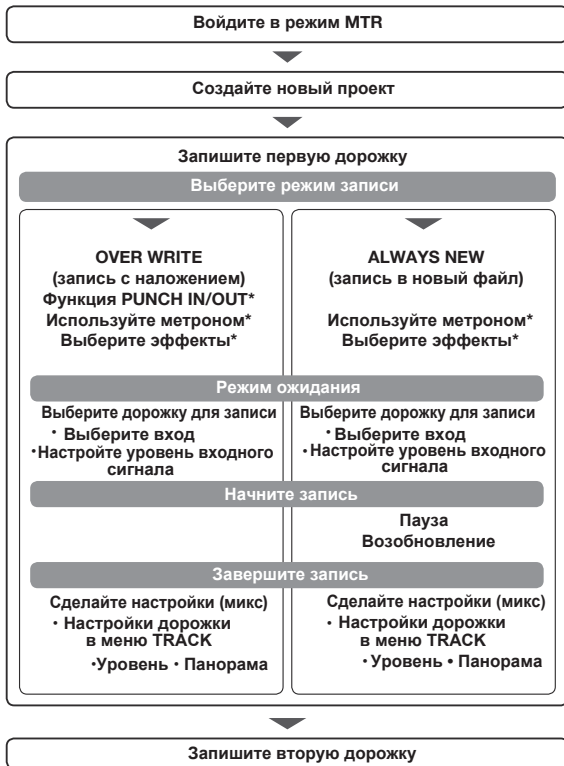 Войдите в режим MTR
Создайте новый проект
Запишите первую дорожку
Выберите режим записи
OVER WRITE
(запись с наложением)
Функция PUNCH IN/OUT*
Используйте метроном*
Выберите эффекты*
ALWAYS NEW
(запись в новый файл)
Используйте метроном*
Выберите эффекты*
Режим ожидания
Выберите дорожку для записи
· Выберите вход
·Настройте уровень входного
сигнала
Выберите дорожку для записи
· Выберите вход
·Настройте уровень входного
сигнала
Начните запись
Пауза
Возобновление
Завершите запись
Сделайте настройки (микс)
· Настройки дорожки
в меню TRACK
·Уровень · Панорама
Сделайте настройки (микс)
· Настройки дорожки
в меню TRACK
· Уровень • Панорама
Запишите вторую дорожку